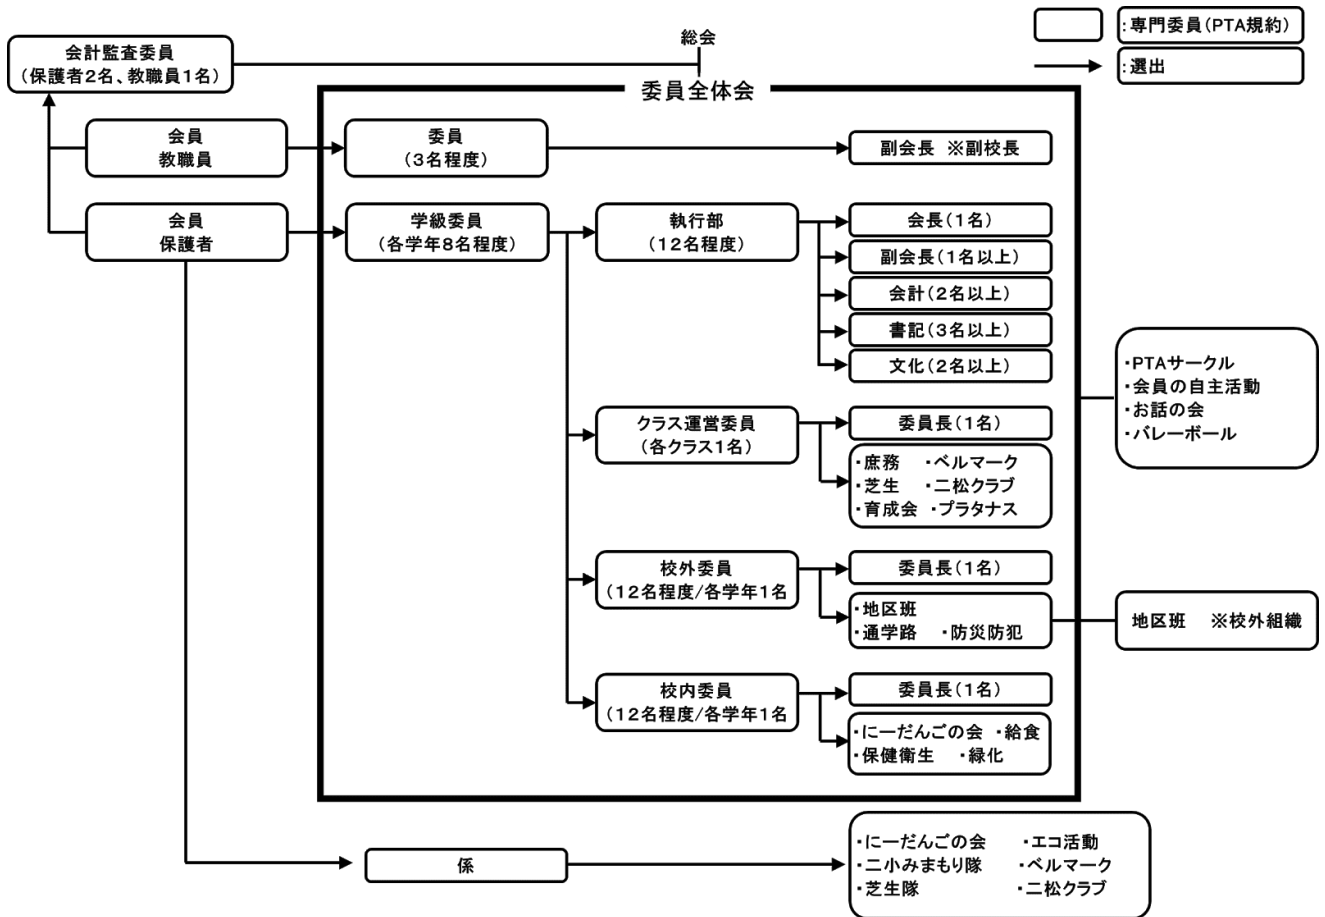 総会
:専門委員(PTA規約)
:選出
会計監査委員
(保護者2名、教職員1名)
委員全体会
会員
教職員
委員
(3名程度)
副会長 ※副校長
会員
保護者
学級委員
(各学年8名程度)
執行部
(12名程度)
会長(1名)
副会長(1名以上)
会計(2名以上)
書記(3名以上)
文化(2名以上)
・PTAサークル
・会員の自主活動
・お話の会
・バレーボール
クラス運営委員
(各クラス1名)
委員長(1名)
・庶務 ・ベルマーク
・芝生 ・二松クラブ
・育成会 ・プラタナス
校外委員
(12名程度/各学年1名
委員長(1名)
・地区班
・通学路 ・防災防犯
地区班 ※校外組織
校内委員
(12名程度/各学年1名
委員長(1名)
・にーだんごの会 ・給食
・保健衛生 ・緑化
係
・にーだんごの会 ・エコ活動
・二小みまもり隊 ・ベルマーク
・芝生隊 ・二松クラブ